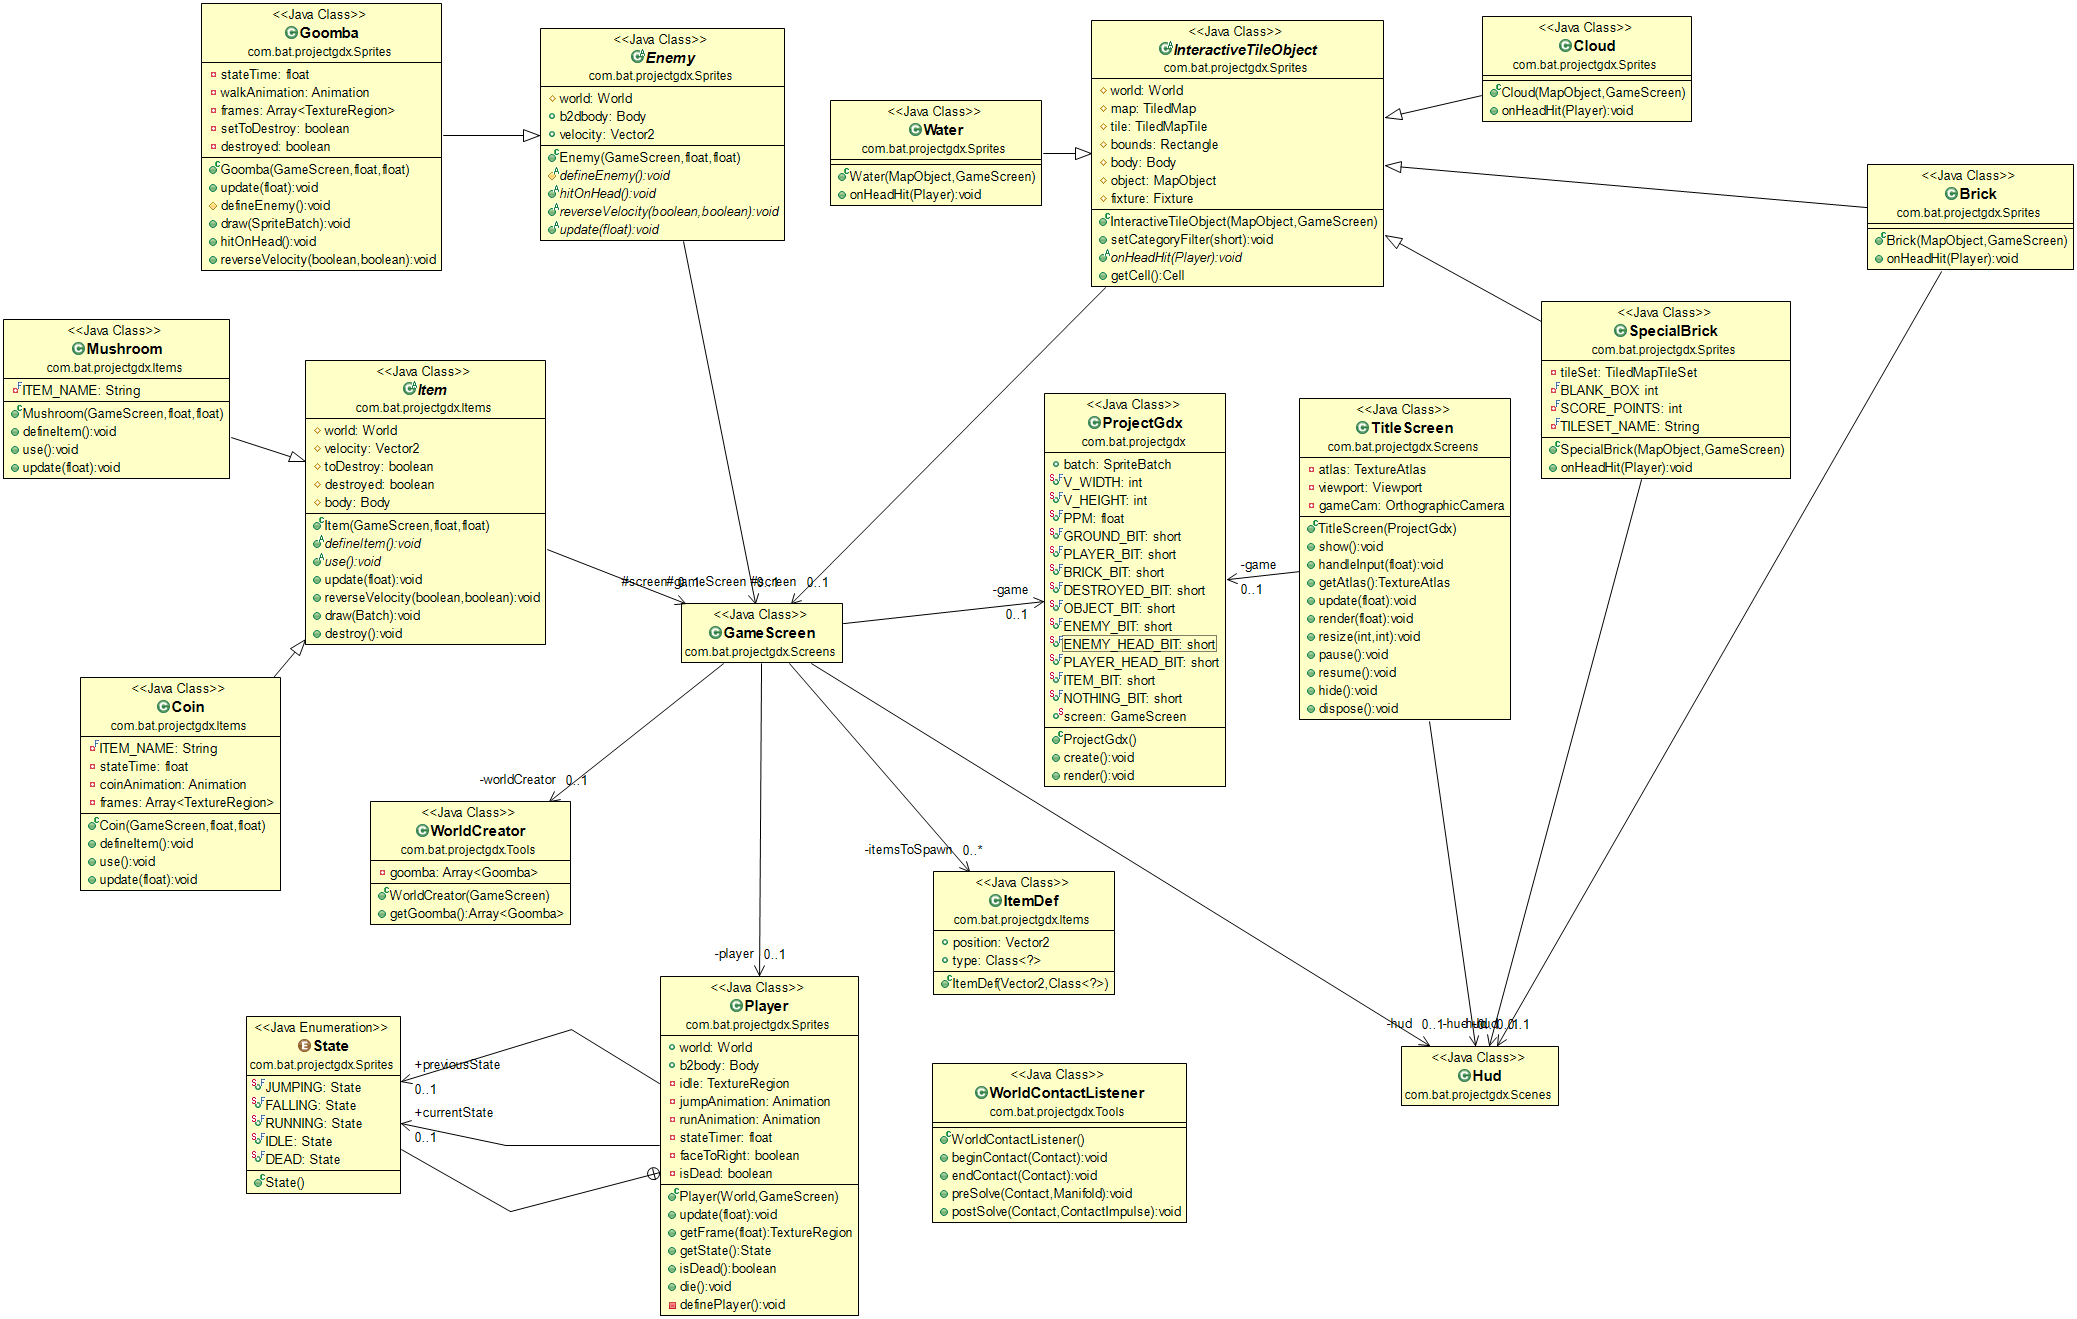 <<Java Class>>
Goomba
com.bat.projectgdx.Sprites
stateTime: float
walkAnimation: Animation
frames: Array<TextureRegion>
setToDestroy: boolean
destroyed: boolean
Goomba(GameScreen,float,float)
update(float):void
defineEnemy():void
draw(SpriteBatch):void
hitOnHead():void
reverseVelocity(boolean,boolean):void
<<Java Class>>
Enemy
com.bat.projectgdx.Sprites
world: World
b2dbody: Body
velocity: Vector2
Enemy(GameScreen,float,float)
defineEnemy():void
hitOnHead():void
reverseVelocity(boolean,boolean):void
update(float):void
<<Java Class>>
Water
com.bat.projectgdx.Sprites
Water(MapObject,GameScreen)
onHeadHit(Player):void
<<Java Class>>
InteractiveTileObject
com.bat.projectgdx.Sprites
world: World
map: TiledMap
tile: TiledMapTile
bounds: Rectangle
body: Body
object: MapObject
fixture: Fixture
InteractiveTileObject(MapObject,GameScreen)
setCategoryFilter(short):void
onHeadHit(Player):void
getCell():Cell
<<Java Class>>
Cloud
com.bat.projectgdx.Sprites
Cloud(MapObject,GameScreen)
onHeadHit(Player):void
<<Java Class>>
Brick
com.bat.projectgdx.Sprites
Brick(MapObject,GameScreen)
onHeadHit(Player):void
<<Java Class>>
SpecialBrick
com.bat.projectgdx.Sprites
tileSet: TiledMapTileSet
BLANK_BOX: int
SCORE_POINTS: int
TILESET_NAME: String
SpecialBrick(MapObject,GameScreen)
onHeadHit(Player):void
<<Java Class>>
Mushroom
com.bat.projectgdx.Items
ITEM_NAME: String
Mushroom(GameScreen,float,float)
defineItem():void
use():void
update(float):void
<<Java Class>>
Item
com.bat.projectgdx.Items
world: World
velocity: Vector2
toDestroy: boolean
destroyed: boolean
body: Body
Item(GameScreen,float,float)
defineItem():void
use():void
update(float):void
reverseVelocity(boolean,boolean):void
draw(Batch):void
destroy():void
<<Java Class>>
Coin
com.bat.projectgdx.Items
ITEM_NAME: String
stateTime: float
coinAnimation: Animation
frames: Array<TextureRegion>
Coin(GameScreen,float,float)
defineItem():void
use():void
update(float):void
#screen #gameScreen #screen 0..1
<<Java Class>>
GameScreen
com.bat.projectgdx.Screens
-game
0..1
<<Java Class>>
ProjectGdx
com.bat.projectgdx
batch: SpriteBatch
V_WIDTH: int
V_HEIGHT: int
PPM: float
GROUND_BIT: short
PLAYER_BIT: short
BRICK_BIT: short
DESTROYED_BIT: short
OBJECT_BIT: short
ENEMY_BIT: short
ENEMY_HEAD_BIT: short
PLAYER_HEAD_BIT: short
ITEM_BIT: short
NOTHING_BIT: short
screen: GameScreen
ProjectGdx()
create():void
render():void
-game
0..1
<<Java Class>>
TitleScreen
com.bat.projectgdx.Screens
atlas: TextureAtlas
viewport: Viewport
gameCam: OrthographicCamera
TitleScreen(ProjectGdx)
show():void
handleInput(float):void
getAtlas():TextureAtlas
update(float):void
render(float):void
resize(int,int):void
pause():void
resume():void
hide():void
dispose():void
-worldCreator 0..1
<<Java Class>>
WorldCreator
com.bat.projectgdx.Tools
goomba: Array<Goomba>
WorldCreator(GameScreen)
getGoomba():Array<Goomba>
-itemsToSpawn 0..*
<<Java Class>>
ItemDef
com.bat.projectgdx.Items
position: Vector2
type: Class<?>
ItemDef(Vector2,Class<?>)
-player 0..1
<<Java Class>>
Player
com.bat.projectgdx.Sprites
world: World
b2body: Body
idle: TextureRegion
jumpAnimation: Animation
runAnimation: Animation
stateTimer: float
faceToRight: boolean
isDead: boolean
Player(World,GameScreen)
update(float):void
getFrame(float):TextureRegion
getState():State
isDead():boolean
die():void
definePlayer():void
<<Java Enumeration>>
State
com.bat.projectgdx.Sprites
JUMPING: State
FALLING: State
RUNNING: State
IDLE: State
DEAD: State
State()
+previousState
0..1
+currentState
0..1
<<Java Class>>
WorldContactListener
com.bat.projectgdx.Tools
WorldContactListener()
beginContact(Contact):void
endContact(Contact):void
preSolve(Contact,Manifold):void
postSolve(Contact,ContactImpulse):void
-hud 0..1
<<Java Class>>
Hud
com.bat.projectgdx.Scenes